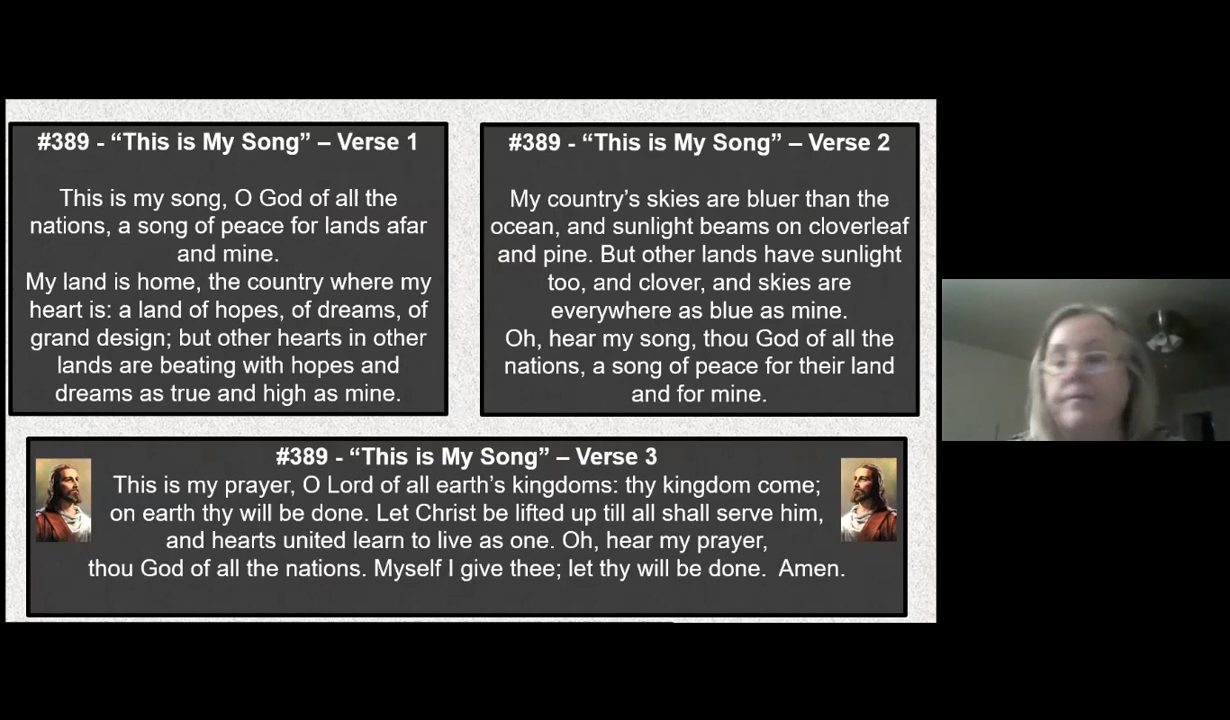 #389 - “This is My Song” – Verse 1
This is my song, O God of all the
nations, a song of peace for lands afar
and mine.
My land is home, the country where my
heart is: a land of hopes, of dreams, of
grand design; but other hearts in other
lands are beating with hopes and
dreams as true and high as mine.
#389 - “This is My Song” – Verse 2
My country’s skies are bluer than the
ocean, and sunlight beams on cloverleaf
and pine. But other lands have sunlight
too, and clover, and skies are
everywhere as blue as mine.
Oh, hear my song, thou God of all the
nations, a song of peace for their land
and for mine.
#389 - “This is My Song” – Verse 3
This is my prayer, O Lord of all earth’s kingdoms: thy kingdom come;
on earth thy will be done. Let Christ be lifted up till all shall serve him,
and hearts united learn to live as one. Oh, hear my prayer,
thou God of all the nations. Myself I give thee; let thy will be done.  Amen.